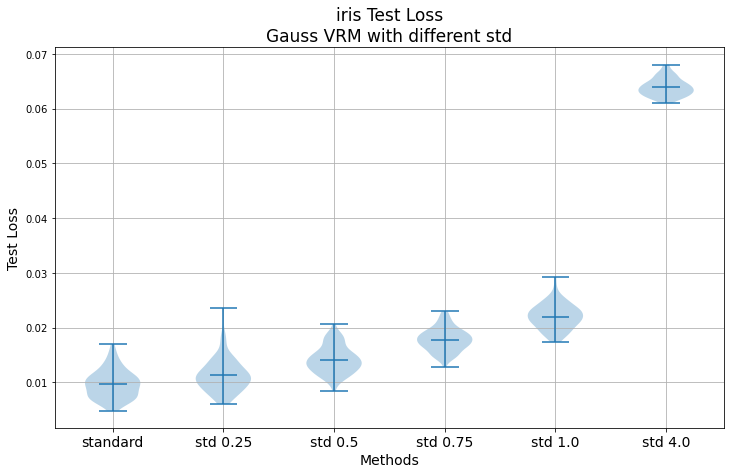 iris Test Loss
Gauss VRM with different std
0.07
0.06
0.05
0.04
0.03
0.02
0.01
Test Loss
standard std 0.25 std 0.5 std 0.75 std 1.0 std 4.0
Methods